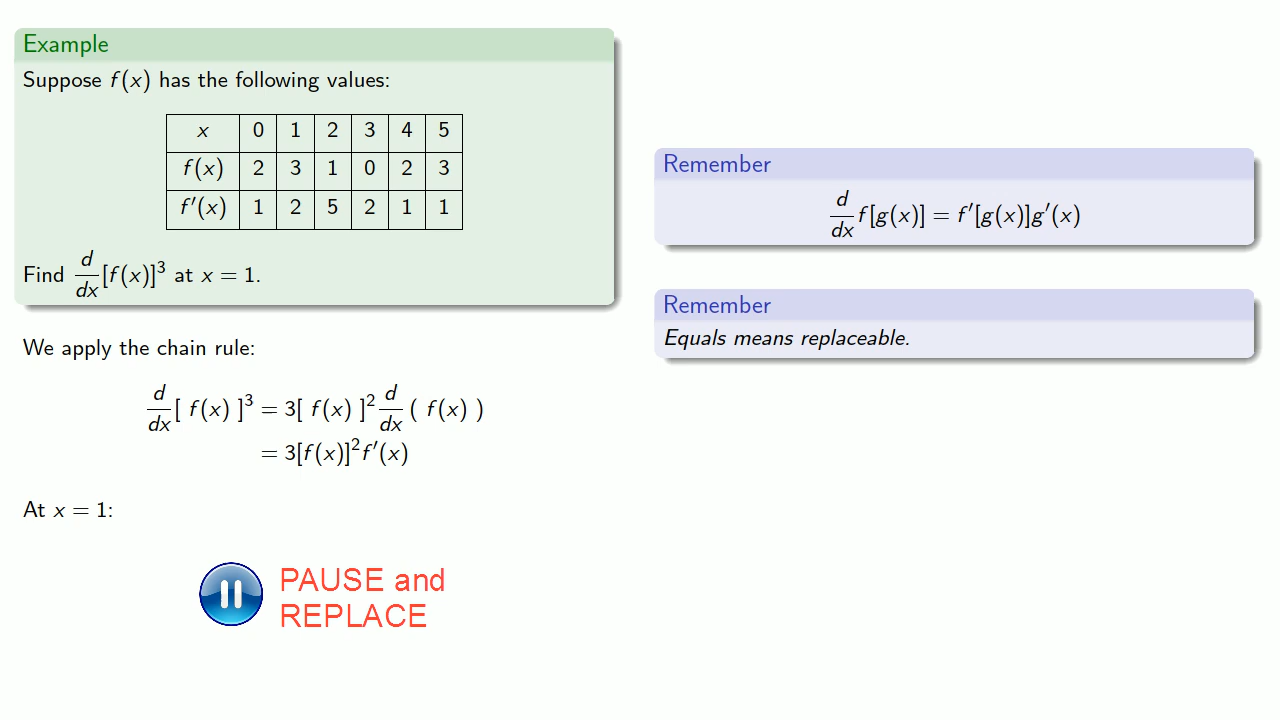 Example
Suppose f(x) has the following values:
x 0 1 2 3 4 5
f(x) 2 3 1 0 2 3
f′(x) 1 2 5 2 1 1
Find d/dx [f(x)]³ at x = 1.
We apply the chain rule:
d/dx [ f(x) ]³ = 3[ f(x) ]² d/dx ( f(x) )
= 3[f(x)]² f′(x)
At x = 1:
PAUSE and
REPLACE
Remember
d/dx f[g(x)] = f′[g(x)]g′(x)
Remember
Equals means replaceable.